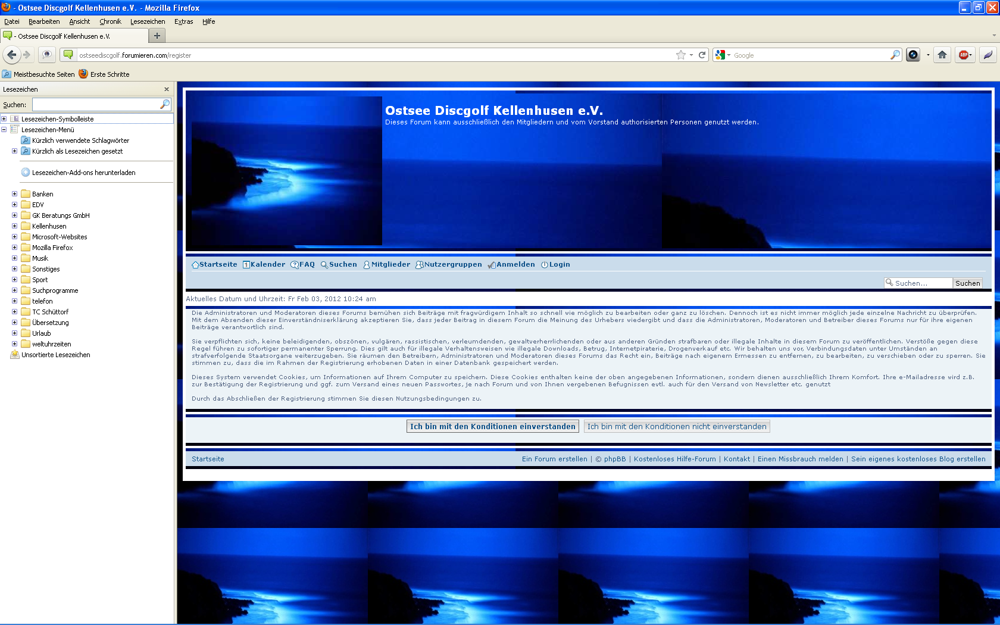 - Ostsee Discgolf Kellenhusen e.V. - Mozilla Firefox
Datei Bearbeiten Ansicht Chronik Lesezeichen Extras Hilfe
- Ostsee Discgolf Kellenhusen e.V.
ostseediscgolf.forumieren.com/register
Google
ABP
Meistbesuchte Seiten Erste Schritte
Lesezeichen
Suchen:
Lesezeichen-Symbolleiste
Lesezeichen-Menü
Kürzlich verwendete Schlagwörter
Kürzlich als Lesezeichen gesetzt
Lesezeichen-Add-ons herunterladen
Banken
EDV
GK Beratungs GmbH
Kellenhusen
Microsoft-Websites
Mozilla Firefox
Musik
Sonstiges
Sport
Suchprogramme
telefon
TC Schüttorf
Übersetzung
Urlaub
weltuhrzeiten
Unsortierte Lesezeichen
Ostsee Discgolf Kellenhusen e.V.
Dieses Forum kann ausschließlich den Mitgliedern und vom Vorstand authorisierten Personen genutzt werden.
Startseite Kalender FAQ Suchen Mitglieder Nutzergruppen Anmelden Login
Suchen... Suchen
Aktuelles Datum und Uhrzeit: Fr Feb 03, 2012 10:24 am
Die Administratoren und Moderatoren dieses Forums bemühen sich Beiträge mit fragwürdigem Inhalt so schnell wie möglich zu bearbeiten oder ganz zu löschen. Dennoch ist es nicht immer möglich jede einzelne Nachricht zu überprüfen.
Mit dem Absenden dieser Einverständniserklärung akzeptieren Sie, dass jeder Beitrag in diesem Forum die Meinung des Urhebers wiedergibt und dass die Administratoren, Moderatoren und Betreiber dieses Forums nur für ihre eigenen
Beiträge verantwortlich sind.
Sie verpflichten sich, keine beleidigenden, obszönen, vulgären, rassistischen, verleumdenden, gewaltverherrlichenden oder aus anderen Gründen strafbaren oder illegale Inhalte in diesem Forum zu veröffentlichen. Verstöße gegen diese
Regel führen zu sofortiger permanenter Sperrung. Dies gilt auch für illegale Verhaltensweisen wie illegale Downloads, Betrug, Internetpiraterie, Drogenverkauf etc. Wir behalten uns vor, Verbindungsdaten unter Umständen an
strafverfolgende Staatsorgane weiterzugeben. Sie räumen den Betreibern, Administratoren und Moderatoren dieses Forums das Recht ein, Beiträge nach eigenem Ermessen zu entfernen, zu bearbeiten, zu verschieben oder zu sperren. Sie
stimmen zu, dass die im Rahmen der Registrierung erhobenen Daten in einer Datenbank gespeichert werden.
Dieses System verwendet Cookies, um Informationen auf Ihrem Computer zu speichern. Diese Cookies enthalten keine der oben angegebenen Informationen, sondern dienen ausschließlich Ihrem Komfort. Ihre e-Mailadresse wird z.B.
zur Bestätigung der Registrierung und ggf. zum Versand eines neuen Passwortes, je nach Forum und von Ihnen vergebenen Befugnissen evtl. auch für den Versand von Newsletter etc. genutzt
Durch das Abschließen der Registrierung stimmen Sie diesen Nutzungsbedingungen zu.
Ich bin mit den Konditionen einverstanden Ich bin mit den Konditionen nicht einverstanden
Startseite Ein Forum erstellen | © phpBB | Kostenloses Hilfe-Forum | Kontakt | Einen Missbrauch melden | Sein eigenes kostenloses Blog erstellen